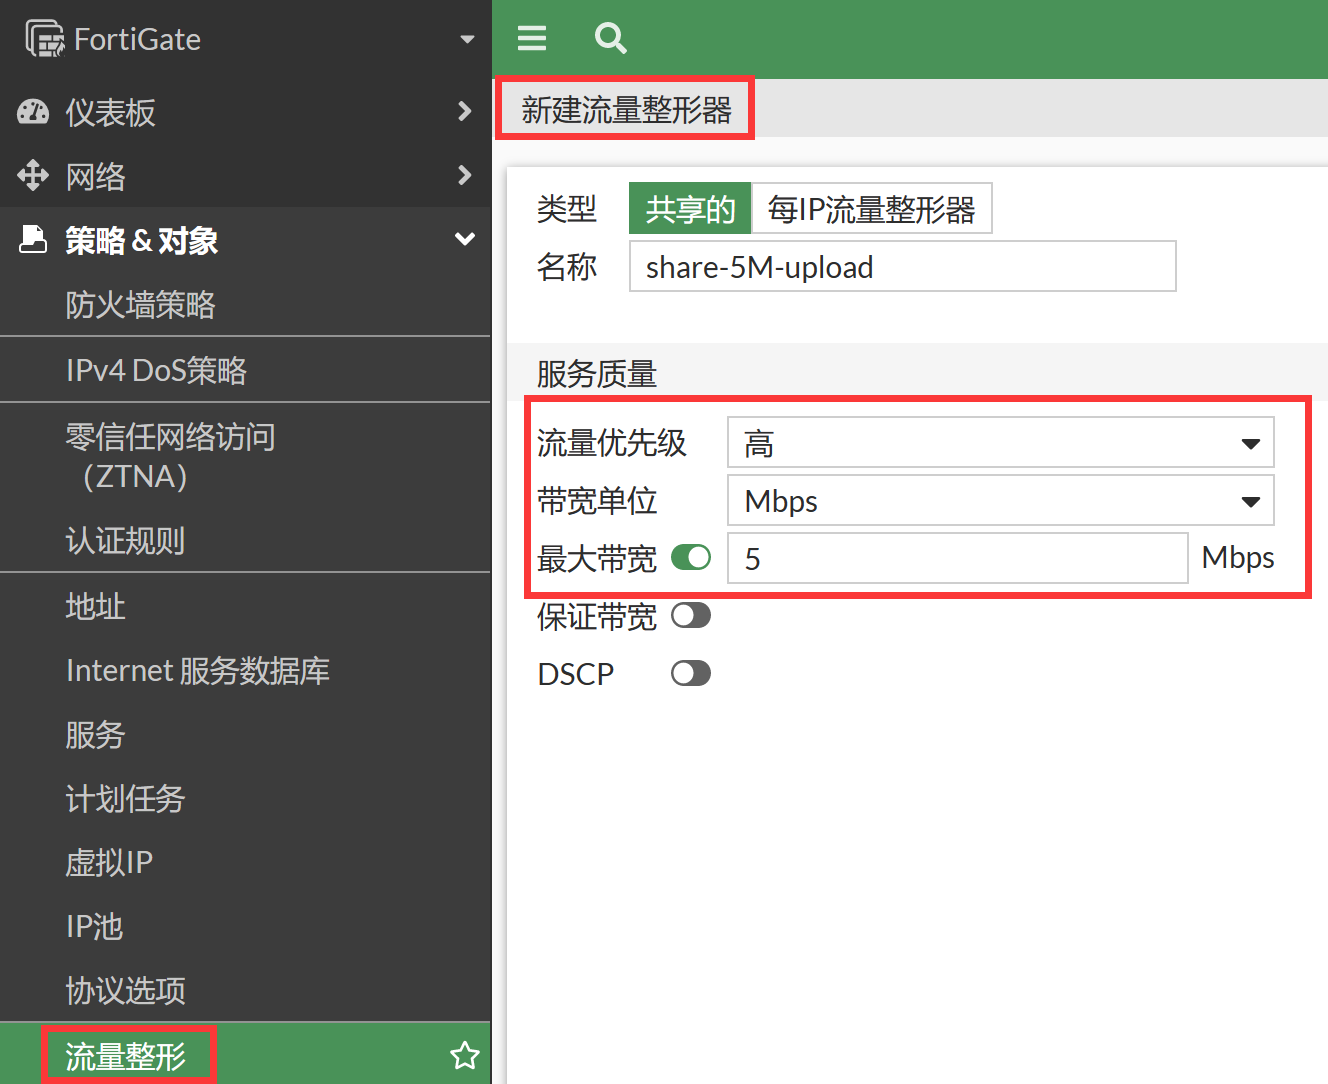 FortiGate
仪表板
网络
策略 & 对象
防火墙策略
IPv4 DoS策略
零信任网络访问
（ZTNA）
认证规则
地址
Internet 服务数据库
服务
计划任务
虚拟IP
IP池
协议选项
流量整形
新建流量整形器
类型 共享的 每IP流量整形器
名称 share-5M-upload
服务质量
流量优先级 高
带宽单位 Mbps
最大带宽 5 Mbps
保证带宽
DSCP